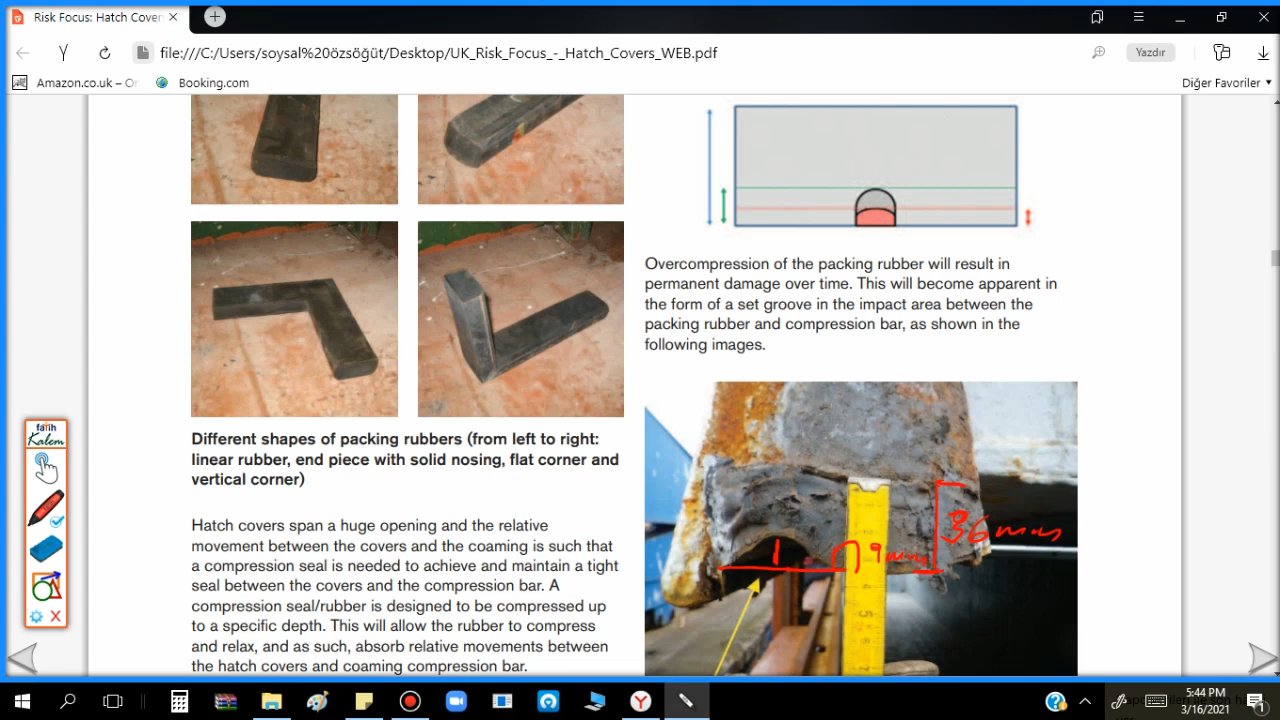 Risk Focus: Hatch Cover
file:///C:/Users/soysal%20özsöğüt/Desktop/UK_Risk_Focus_-_Hatch_Covers_WEB.pdf
Yazdır
Amazon.co.uk – O
Booking.com
Diğer Favoriler
Different shapes of packing rubbers (from left to right:
linear rubber, end piece with solid nosing, flat corner and
vertical corner)
Hatch covers span a huge opening and the relative
movement between the covers and the coaming is such that
a compression seal is needed to achieve and maintain a tight
seal between the covers and the compression bar. A
compression seal/rubber is designed to be compressed up
to a specific depth. This will allow the rubber to compress
and relax, and as such, absorb relative movements between
the hatch covers and coaming compression bar.
Overcompression of the packing rubber will result in
permanent damage over time. This will become apparent in
the form of a set groove in the impact area between the
packing rubber and compression bar, as shown in the
following images.
36mm
9mm
fatih
Kalem
5:44 PM
3/16/2021
1